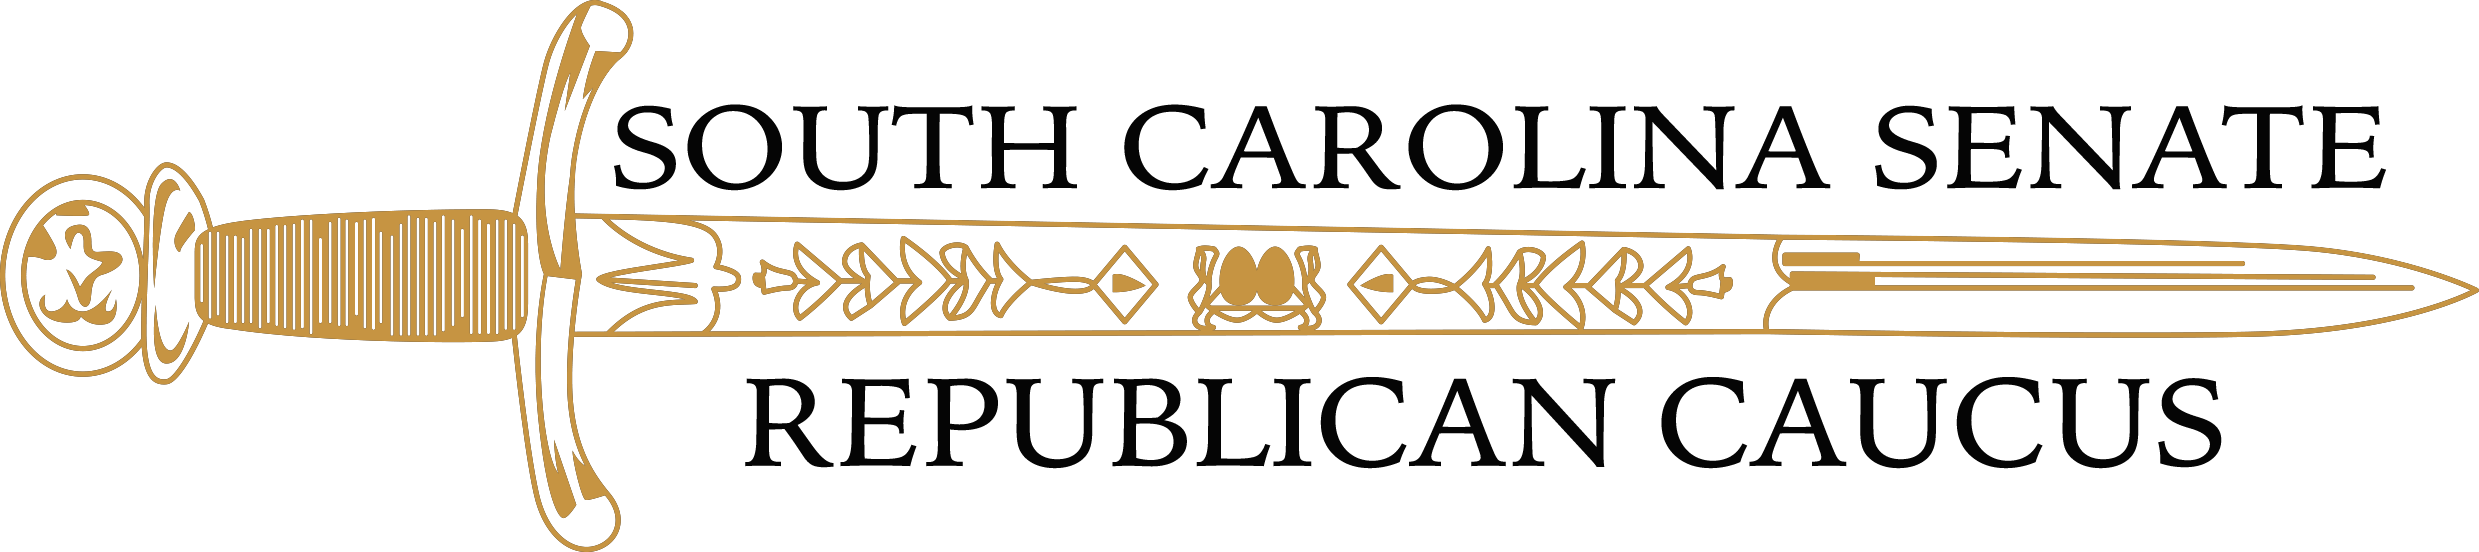 SOUTH CAROLINA SENATE
REPUBLICAN CAUCUS